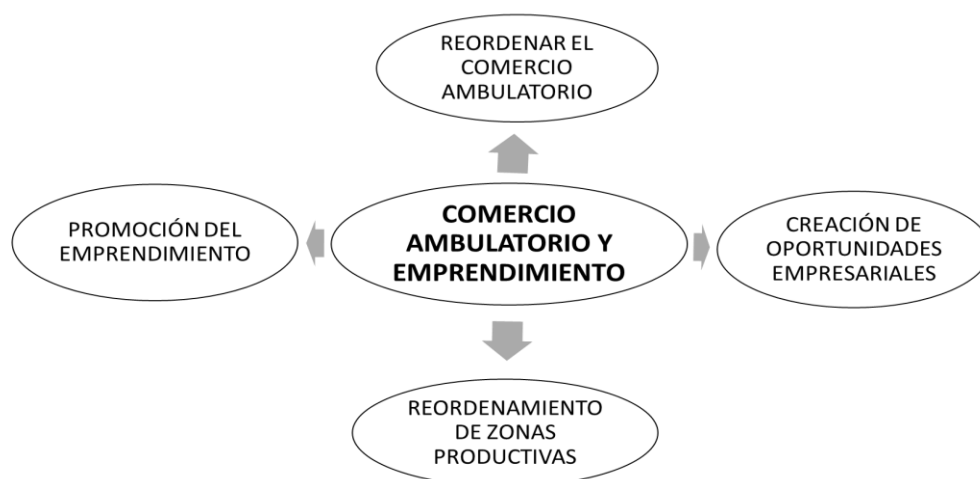 REORDENAR EL
COMERCIO
AMBULATORIO
PROMOCIÓN DEL
EMPRENDIMIENTO
COMERCIO
AMBULATORIO Y
EMPRENDIMIENTO
CREACIÓN DE
OPORTUNIDADES
EMPRESARIALES
REORDENAMIENTO
DE ZONAS
PRODUCTIVAS